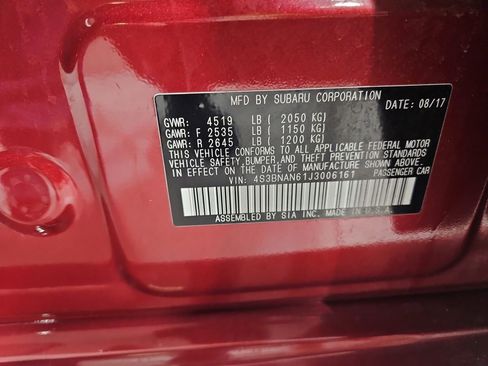 MFD BY SUBARU CORPORATION DATE: 08/17
GVWR: 4519 LB ( 2050 KG)
GAWR: F 2535 LB ( 1150 KG)
GAWR: R 2645 LB ( 1200 KG)
THIS VEHICLE CONFORMS TO ALL APPLICABLE FEDERAL MOTOR
VEHICLE SAFETY, BUMPER, AND THEFT PREVENTION STANDARDS
IN EFFECT ON THE DATE OF MANUFACTURE SHOWN ABOVE.
VIN: 4S3BNAN61J3006161 PASSENGER CAR
ASSEMBLED BY SIA INC. MADE IN U.S.A.